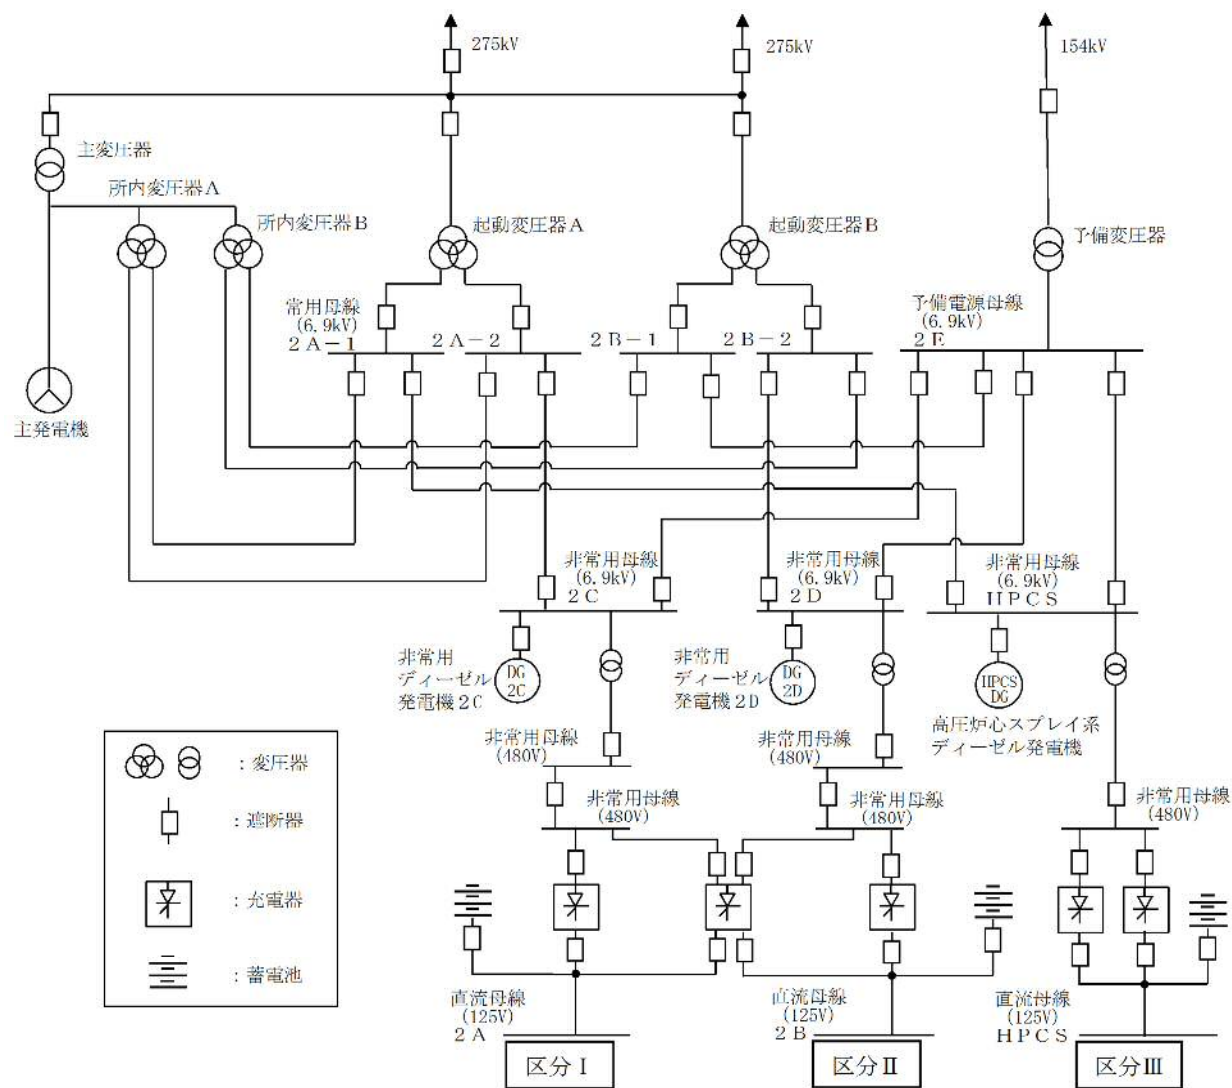 275kV
275kV
154kV
主変圧器
所内変圧器A
所内変圧器B
起動変圧器A
起動変圧器B
予備変圧器
常用母線
(6.9kV)
2A-1
2A-2
2B-1
2B-2
予備電源母線
(6.9kV)
2E
主発電機
非常用母線
(6.9kV)
2C
非常用母線
(6.9kV)
2D
非常用母線
(6.9kV)
HPCS
非常用
ディーゼル
発電機2C
DG
2C
非常用
ディーゼル
発電機2D
DG
2D
HPCS
DG
高圧炉心スプレイ系
ディーゼル発電機
非常用母線
(480V)
非常用母線
(480V)
非常用母線
(480V)
非常用母線
(480V)
非常用母線
(480V)
:変圧器
:遮断器
:充電器
:蓄電池
直流母線
(125V)
2A
直流母線
(125V)
2B
直流母線
(125V)
HPCS
区分Ⅰ
区分Ⅱ
区分Ⅲ